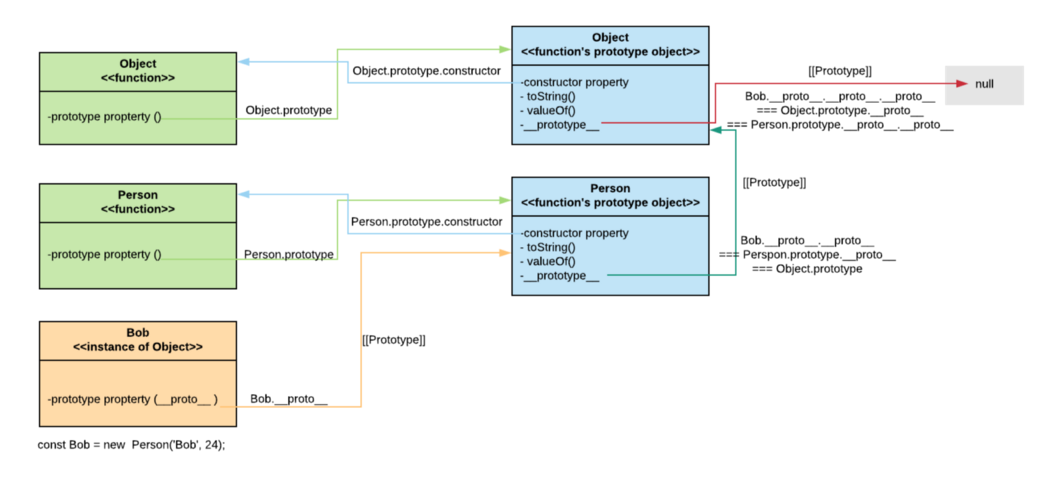 Object
<<function>>
-prototype propterty ()
Object.prototype
Object.prototype.constructor
Object
<<function's prototype object>>
-constructor property
- toString()
- valueOf()
-__prototype__
[[Prototype]]
null
Bob.__proto__.__proto__.__proto__
=== Object.prototype.__proto__
=== Person.prototype.__proto__.__proto__
Person
<<function>>
-prototype propterty ()
Person.prototype
Person.prototype.constructor
Person
<<function's prototype object>>
-constructor property
- toString()
- valueOf()
-__prototype__
[[Prototype]]
Bob.__proto__.__proto__
=== Perspon.prototype.__proto__
=== Object.prototype
Bob
<<instance of Object>>
-prototype propterty (__proto__ )
Bob.__proto__
[[Prototype]]
const Bob = new  Person('Bob', 24);